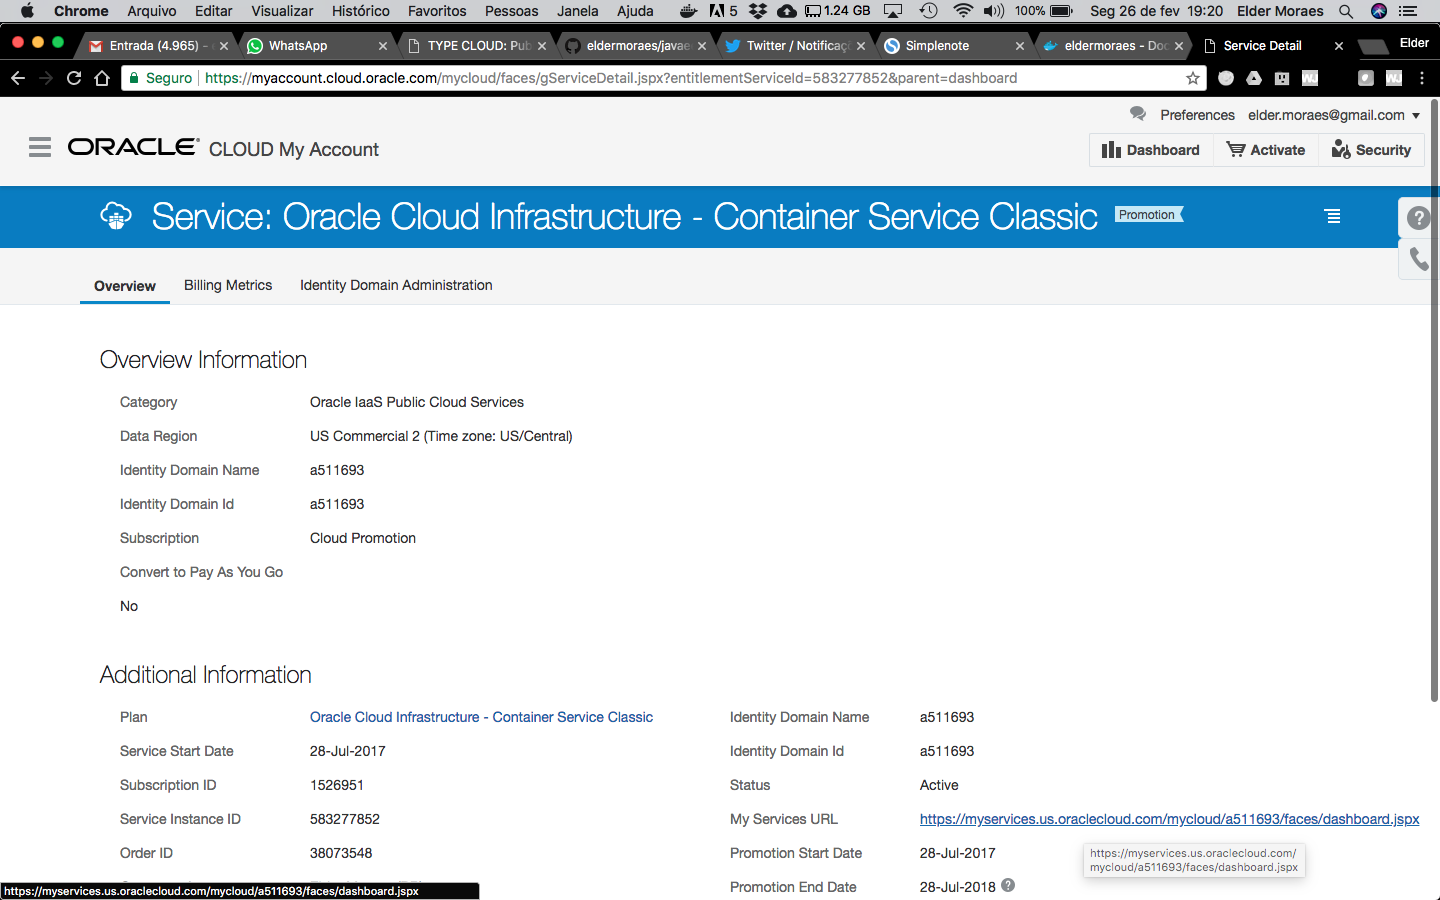 Chrome Arquivo Editar Visualizar Histórico Favoritos Pessoas Janela Ajuda 5 1.24 GB 100% Seg 26 de fev 19:20 Elder Moraes
Entrada (4.965) – WhatsApp TYPE CLOUD: Pub eldermoraes/javae Twitter / Notificaç Simplenote eldermoraes - Doc Service Detail Elder
Seguro https://myaccount.cloud.oracle.com/mycloud/faces/gServiceDetail.jspx?entitlementServiceId=583277852&parent=dashboard
Preferences elder.moraes@gmail.com
ORACLE® CLOUD My Account Dashboard Activate Security
Service: Oracle Cloud Infrastructure - Container Service Classic Promotion
?
Overview Billing Metrics Identity Domain Administration
Overview Information
Category Oracle IaaS Public Cloud Services
Data Region US Commercial 2 (Time zone: US/Central)
Identity Domain Name a511693
Identity Domain Id a511693
Subscription Cloud Promotion
Convert to Pay As You Go
No
Additional Information
Plan Oracle Cloud Infrastructure - Container Service Classic Identity Domain Name a511693
Service Start Date 28-Jul-2017 Identity Domain Id a511693
Subscription ID 1526951 Status Active
Service Instance ID 583277852 My Services URL https://myservices.us.oraclecloud.com/mycloud/a511693/faces/dashboard.jspx
Order ID 38073548 Promotion Start Date 28-Jul-2017
https://myservices.us.oraclecloud.com/
mycloud/a511693/faces/dashboard.jspx
Promotion End Date 28-Jul-2018 ?
https://myservices.us.oraclecloud.com/mycloud/a511693/faces/dashboard.jspx